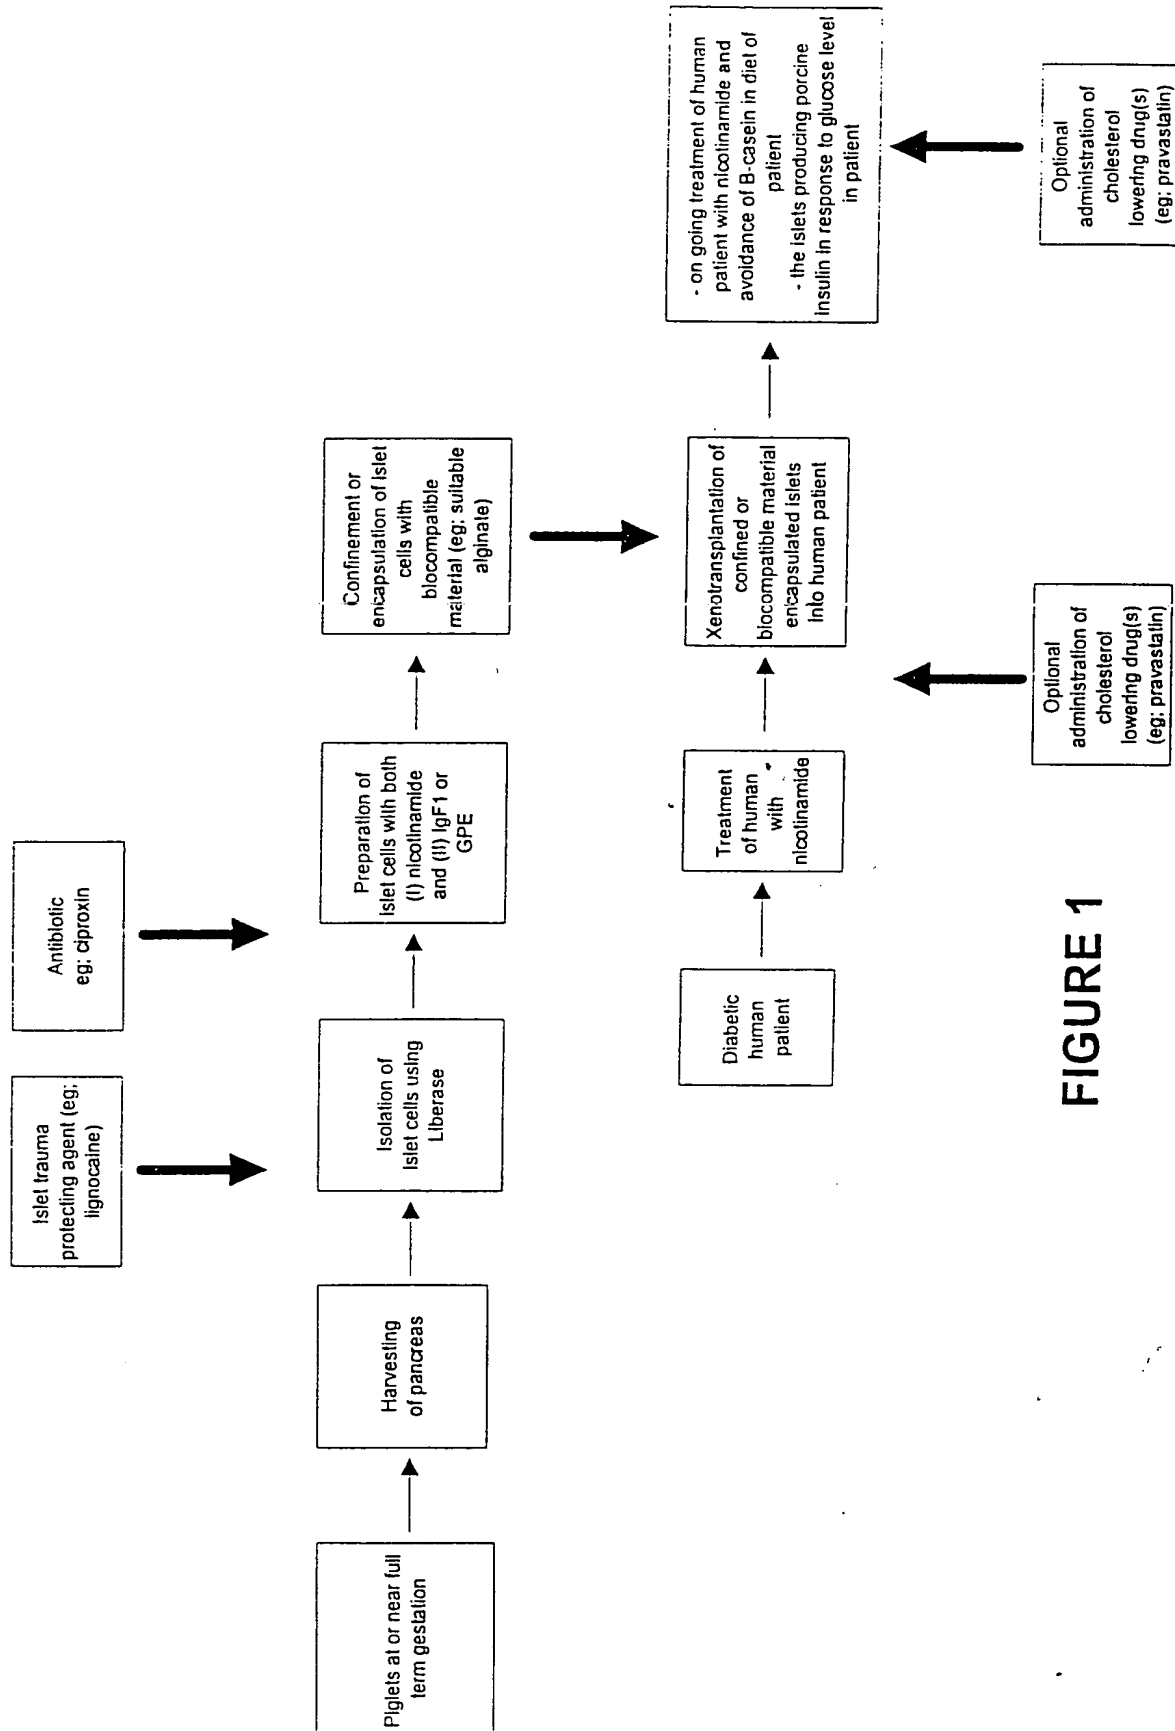 Islet trauma
protecting agent (eg;
lignocaine)
Antibiotic
eg; ciproxin
Piglets at or near full
term gestation
Harvesting
of pancreas
Isolation of
Islet cells using
Liberase
Preparation of
Islet cells with both
(I) nicotinamide
and (II) IgF1 or
GPE
Confinement or
encapsulation of Islet
cells with
biocompatible
material (eg; suitable
alginate)
Diabetic
human
patient
Treatment
of human
with
nicotinamide
Xenotransplantation of
confined or
biocompatible material
encapsulated islets
Into human patient
- on going treatment of human
patient with nicotinamide and
avoidance of B-casein in diet of
patient
- the islets producing porcine
Insulin in response to glucose level
in patient
Optional
administration of
cholesterol
lowering drug(s)
(eg; pravastatin)
Optional
administration of
cholesterol
lowering drug(s)
(eg; pravastatin)
FIGURE 1